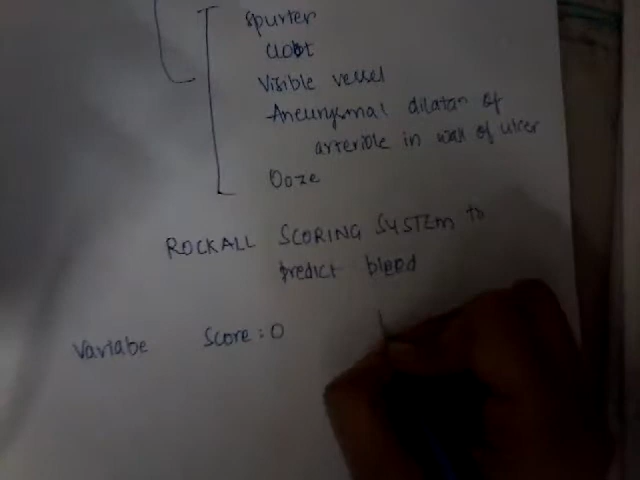 Spurter
Clot
Visible vessel
Aneurysmal dilatan of
arteriole in wall of ulcer
Ooze
ROCKALL SCORING SYSTEM to
predict bleed
Variabe Score: 0